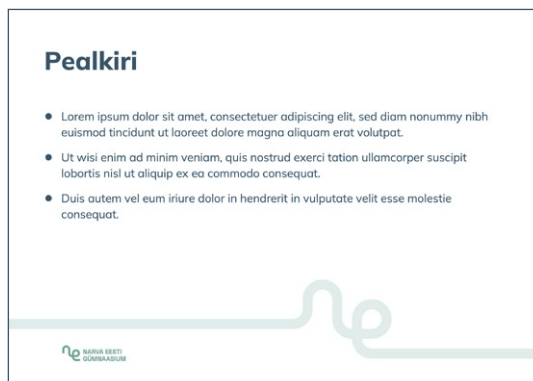 Pealkiri
● Lorem ipsum dolor sit amet, consectetuer adipiscing elit, sed diam nonummy nibh
euismod tincidunt ut laoreet dolore magna aliquam erat volutpat.
● Ut wisi enim ad minim veniam, quis nostrud exerci tation ullamcorper suscipit
lobortis nisl ut aliquip ex ea commodo consequat.
● Duis autem vel eum iriure dolor in hendrerit in vulputate velit esse molestie
consequat.
NARVA EESTI
GÜMNAASIUM